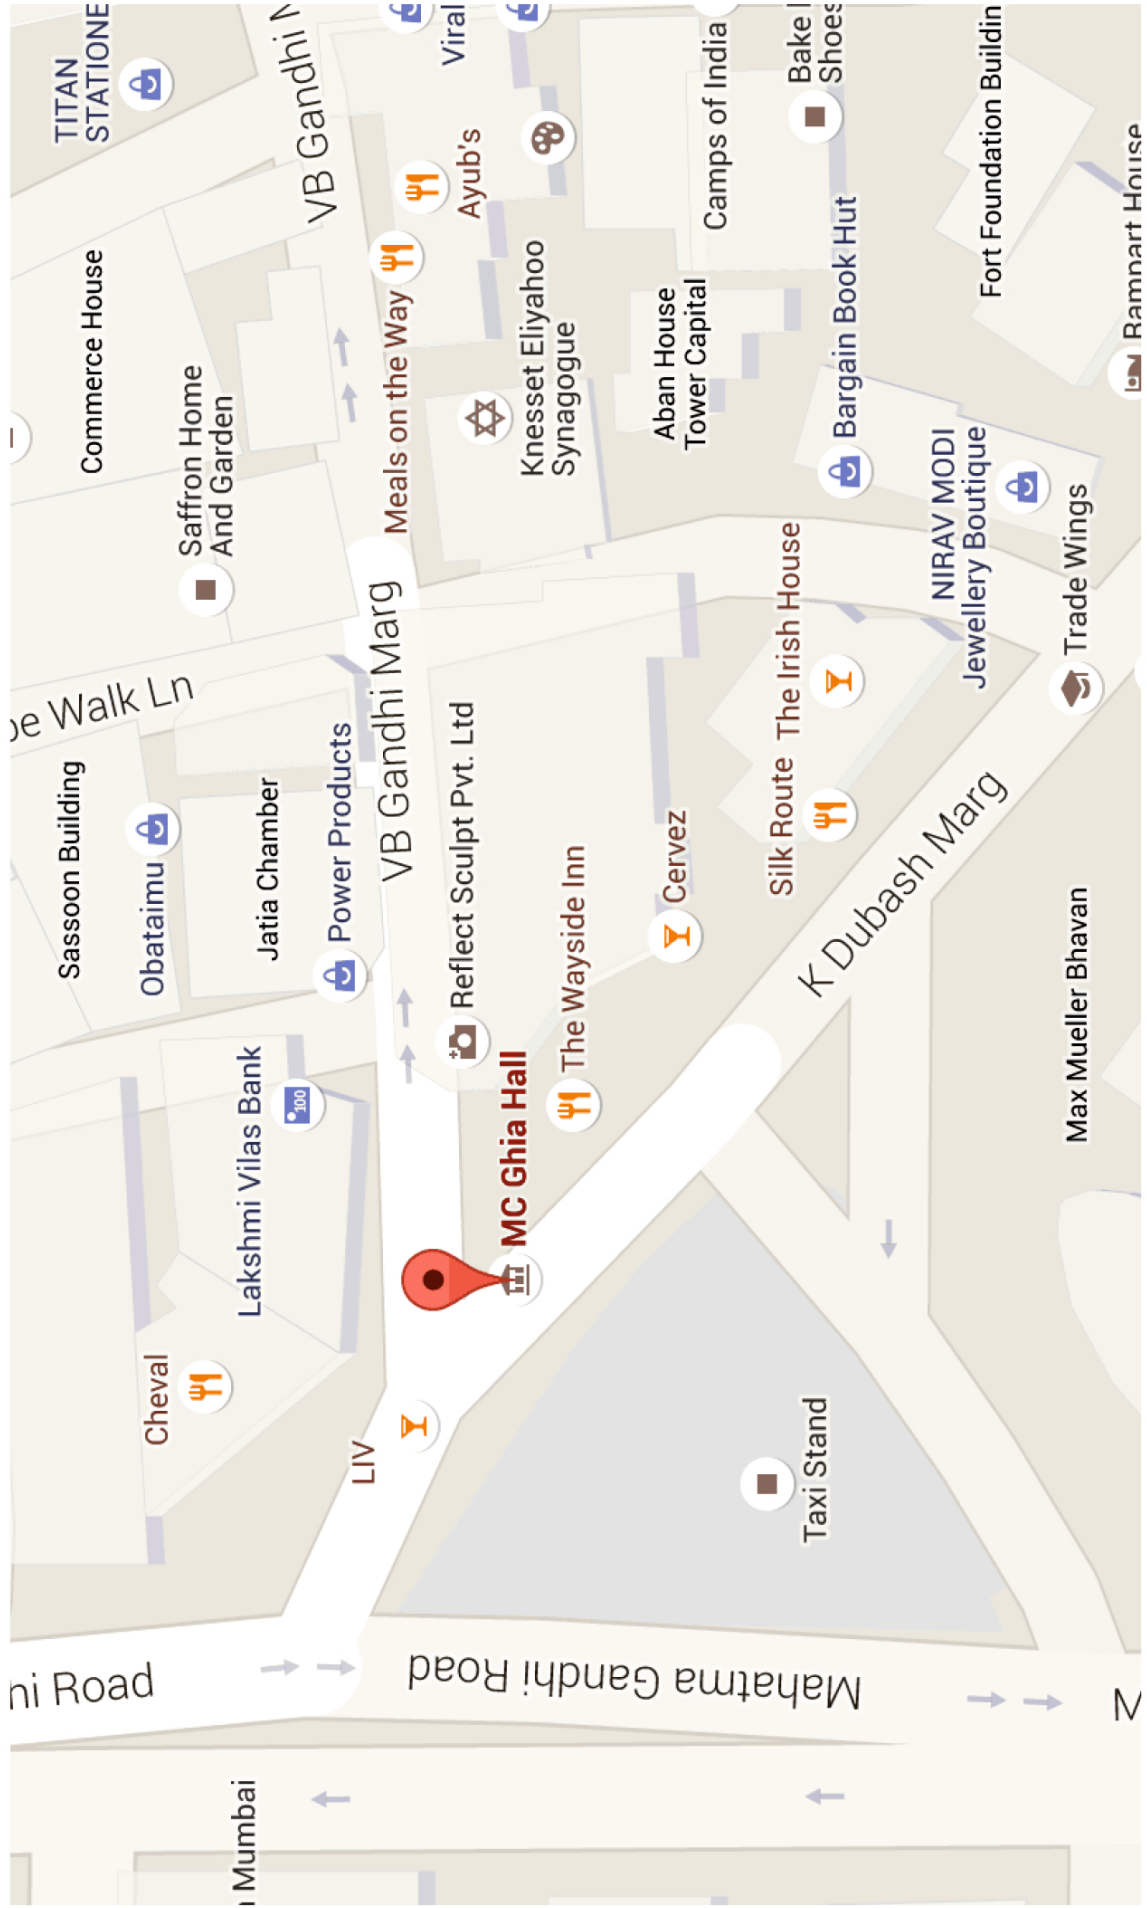 TITAN
STATIONE
VB Gandhi M
Viral
Ayub's
Camps of India
Bake
Shoes
Fort Foundation Buildin
Rampart House
Commerce House
Saffron Home
And Garden
Meals on the Way
Knesset Eliyahoo
Synagogue
Aban House
Tower Capital
Bargain Book Hut
NIRAV MODI
Jewellery Boutique
Trade Wings
pe Walk Ln
VB Gandhi Marg
The Irish House
Silk Route
K Dubash Marg
Sassoon Building
Obataimu
Jatia Chamber
Power Products
Reflect Sculpt Pvt. Ltd
The Wayside Inn
Cervez
Max Mueller Bhavan
Lakshmi Vilas Bank
100
MC Ghia Hall
Cheval
LIV
Taxi Stand
hi Road
Mahatma Gandhi Road
M
Mumbai